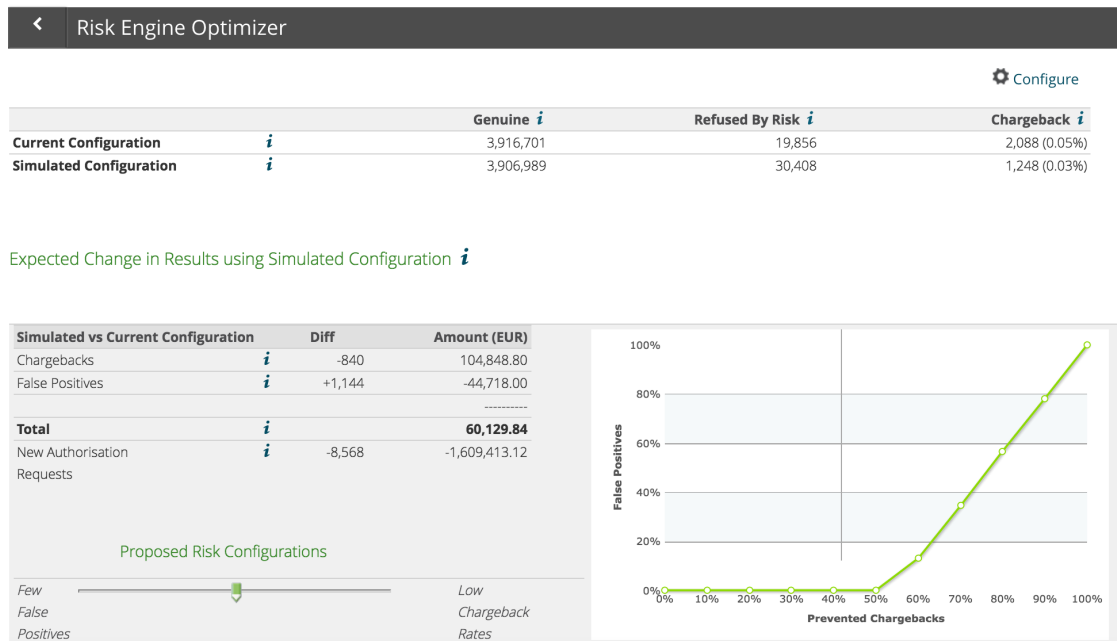 Risk Engine Optimizer
Configure
Genuine i Refused By Risk i Chargeback i
Current Configuration i 3,916,701 19,856 2,088 (0.05%)
Simulated Configuration i 3,906,989 30,408 1,248 (0.03%)
Expected Change in Results using Simulated Configuration i
Simulated vs Current Configuration Diff Amount (EUR)
Chargebacks i -840 104,848.80
False Positives i +1,144 -44,718.00
----------
Total i 60,129.84
New Authorisation i -8,568 -1,609,413.12
Requests
Proposed Risk Configurations
Few Low
False Chargeback
Positives Rates
100%
80%
60%
40%
20%
0%
False Positives
0% 10% 20% 30% 40% 50% 60% 70% 80% 90% 100%
Prevented Chargebacks